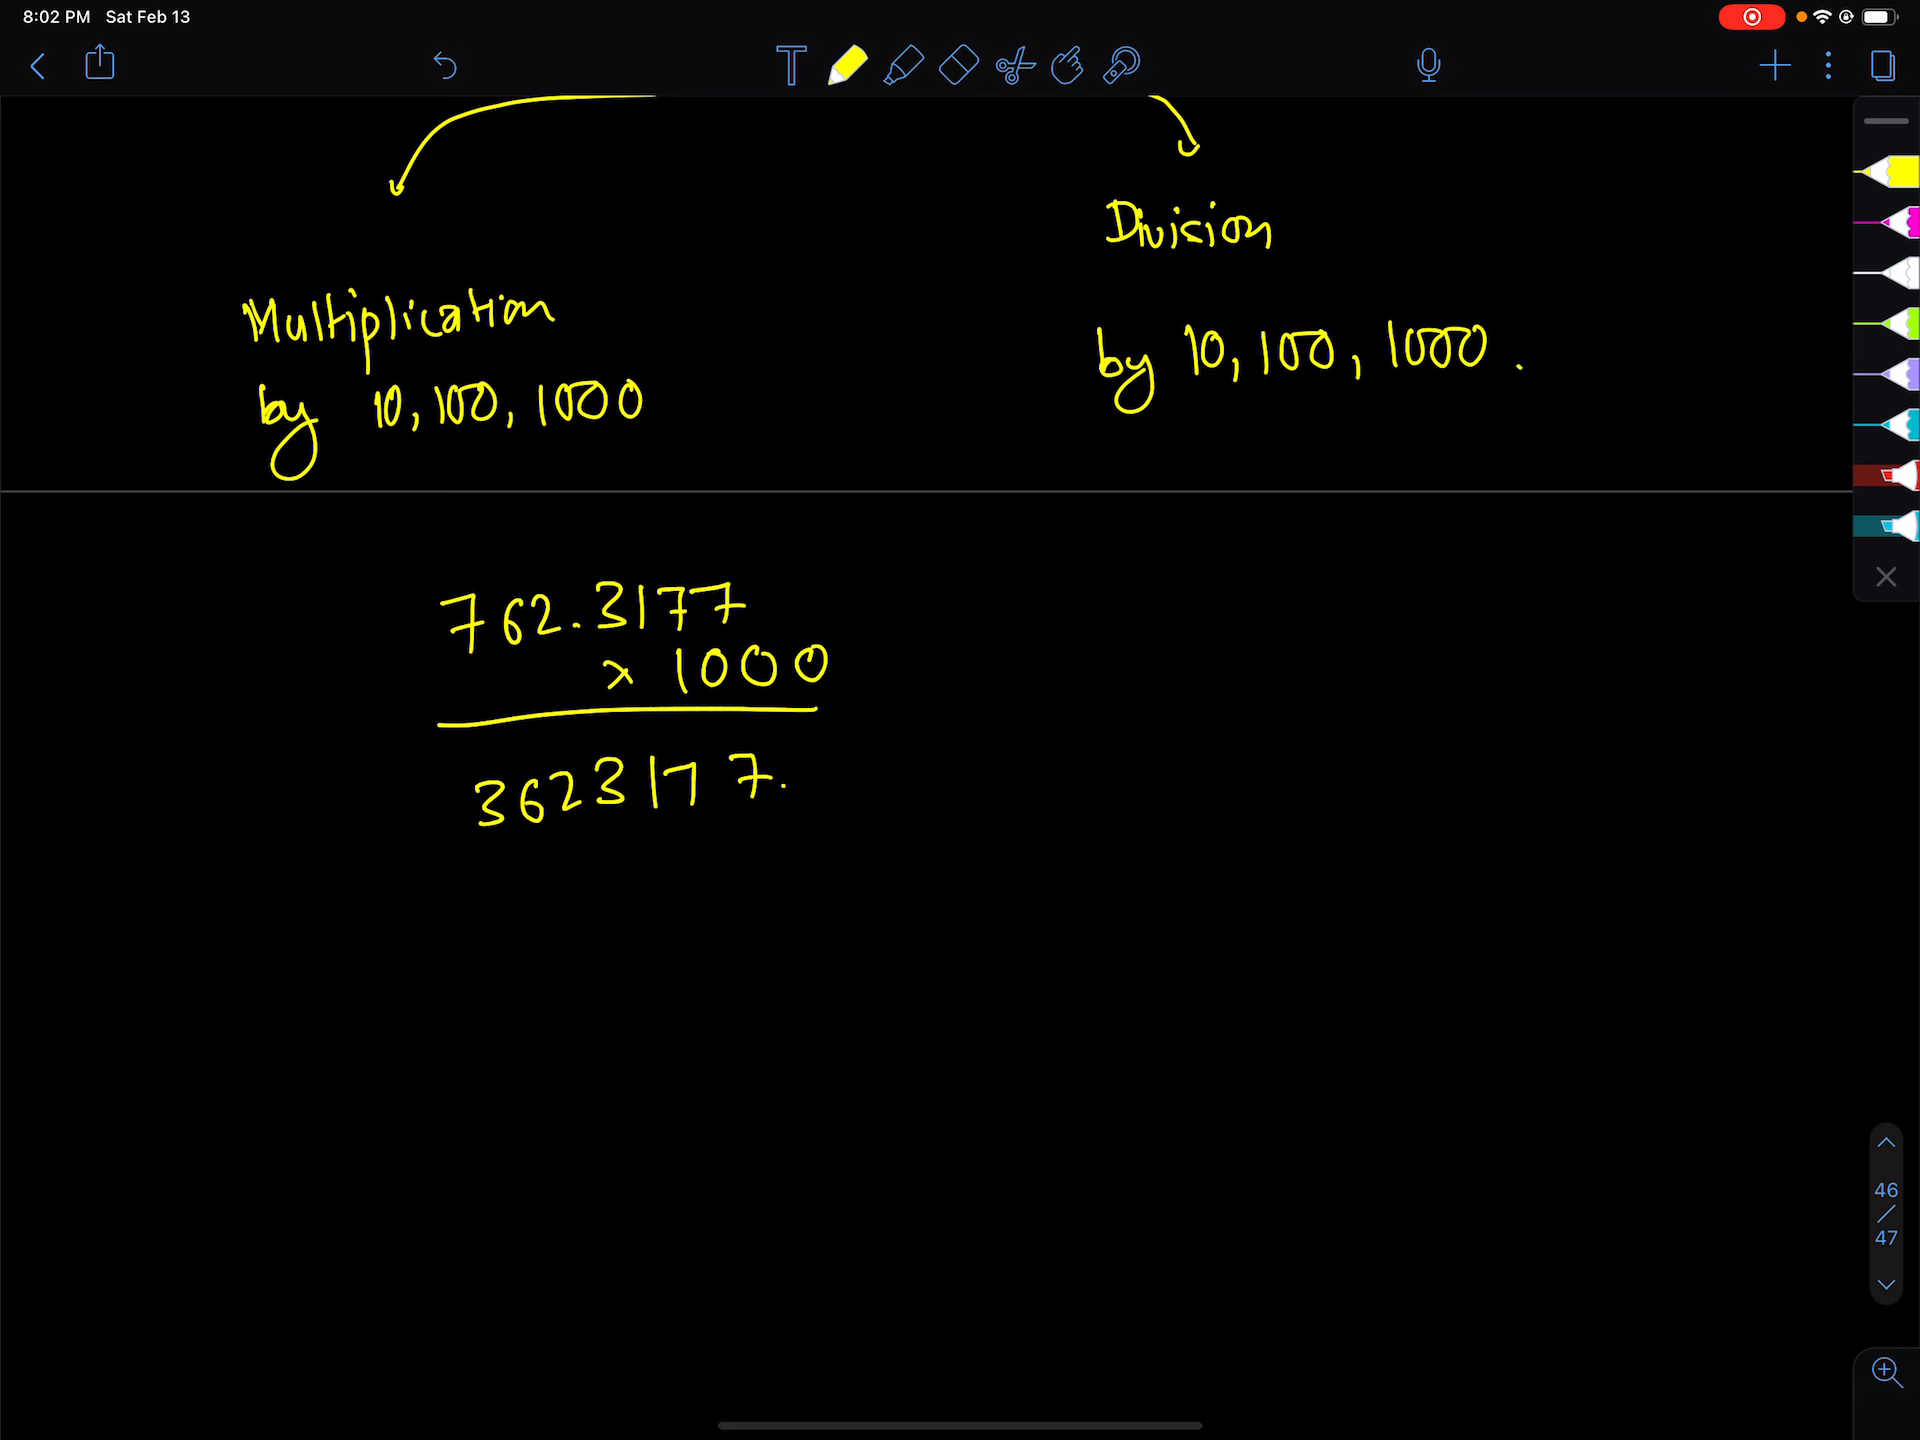 8:02 PM Sat Feb 13
T
Division
Multiplication
by 10, 100, 1000
by 10, 100, 1000.
762.3177
x 1000
3623177.
46
/
47